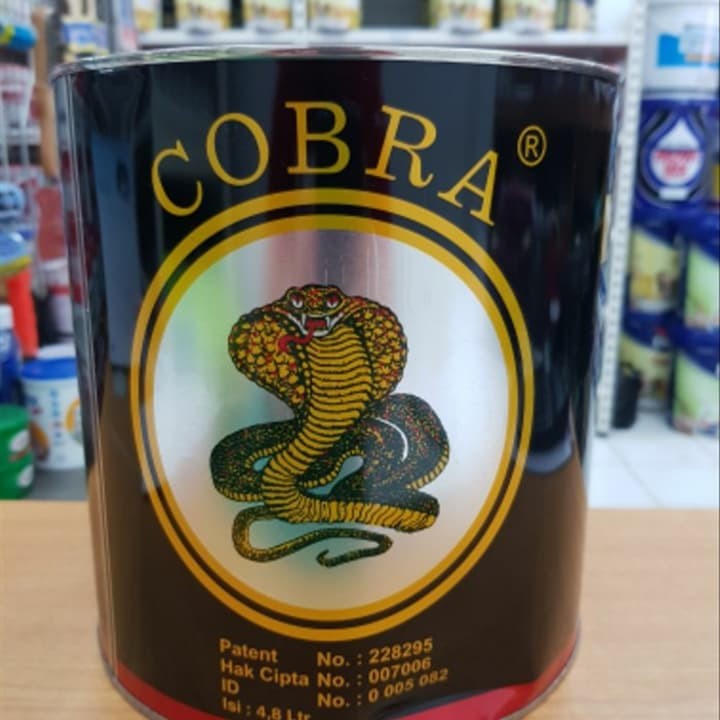 COBRA®
Patent No. : 228295
Hak Cipta No. : 007006
ID No. : 0 005 082
Isi : 4,8 Ltr